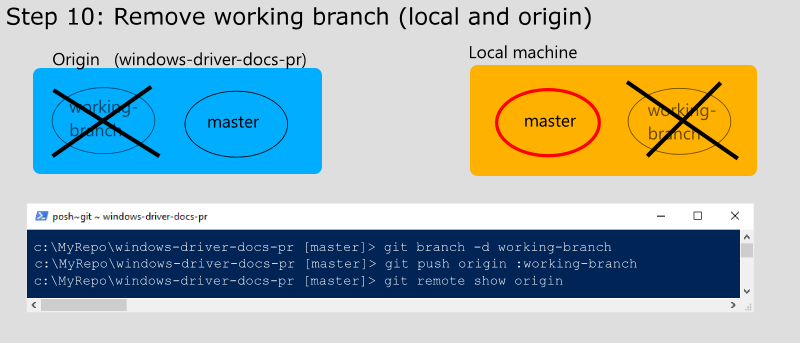 Step 10: Remove working branch (local and origin)
Origin (windows-driver-docs-pr)
Local machine
working-
branch
master
master
working-
branch
posh~git ~ windows-driver-docs-pr
c:\MyRepo\windows-driver-docs-pr [master]> git branch -d working-branch
c:\MyRepo\windows-driver-docs-pr [master]> git push origin :working-branch
c:\MyRepo\windows-driver-docs-pr [master]> git remote show origin